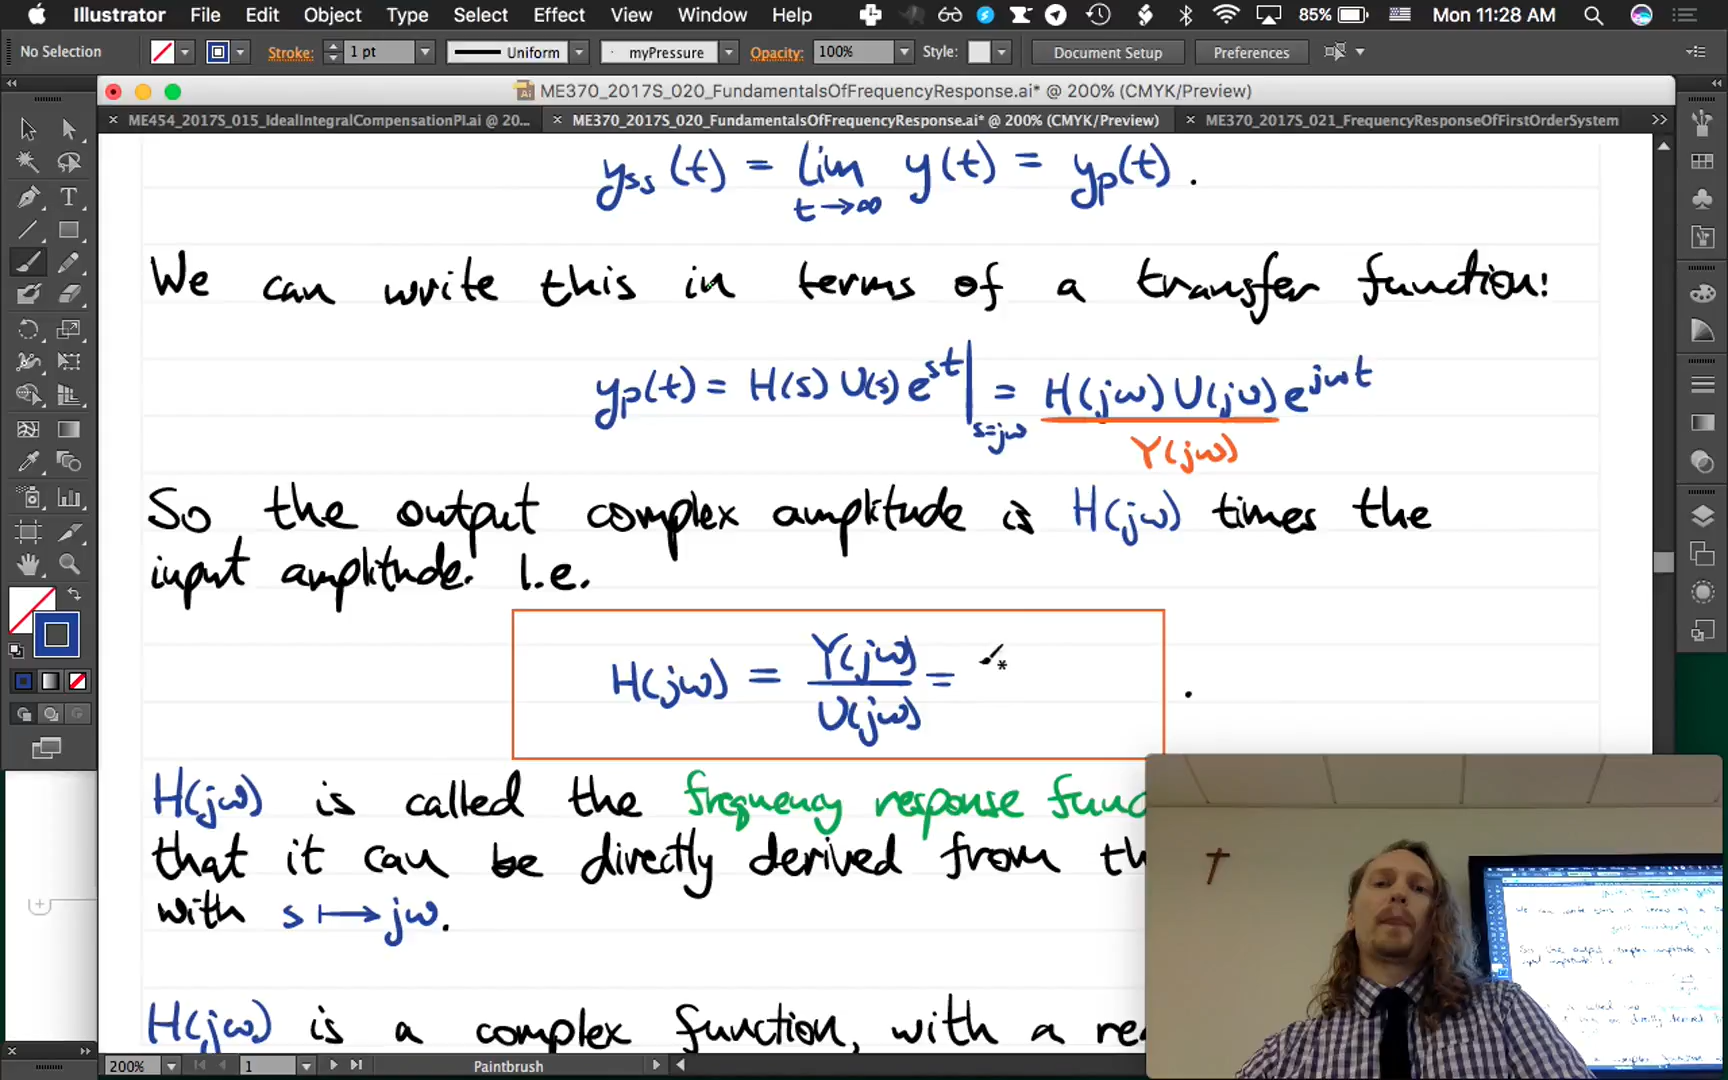 Illustrator File Edit Object Type Select Effect View Window Help 85% Mon 11:28 AM
No Selection Stroke: 1 pt Uniform myPressure Opacity: 100% Style: Document Setup Preferences
ME370_2017S_020_FundamentalsOfFrequencyResponse.ai* @ 200% (CMYK/Preview)
ME454_2017S_015_IdealIntegralCompensationPI.ai @ 20... ME370_2017S_020_FundamentalsOfFrequencyResponse.ai* @ 200% (CMYK/Preview) ME370_2017S_021_FrequencyResponseOfFirstOrderSystem
y_ss(t) = lim_{t→∞} y(t) = y_p(t).
We can write this in terms of a transfer function:
y_p(t) = H(s) U(s) e^{st} |_{s=jω} = H(jω) U(jω) e^{jωt}
Y(jω)
So the output complex amplitude is H(jω) times the
input amplitude. I.e.
H(jω) = Y(jω)/U(jω) = .
H(jω) is called the frequency response func
that it can be directly derived from th
with s ↦ jω.
H(jω) is a complex function, with a re
200% 1 Paintbrush